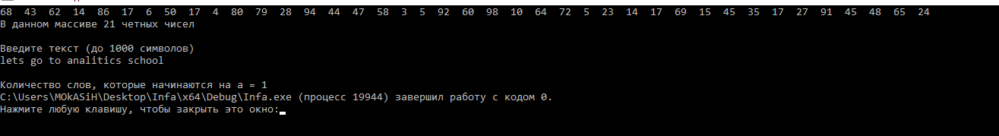 68 43 62 14 86 17 6 50 17 4 80 79 28 94 44 47 58 3 5 92 60 98 10 64 72 5 23 14 17 69 15 45 35 17 27 91 45 48 65 24
В данном массиве 21 четных чисел
Введите текст (до 1000 символов)
lets go to analitics school
Количество слов, которые начинаются на a = 1
C:\Users\MOkASiH\Desktop\Infa\x64\Debug\Infa.exe (процесс 19944) завершил работу с кодом 0.
Нажмите любую клавишу, чтобы закрыть это окно: